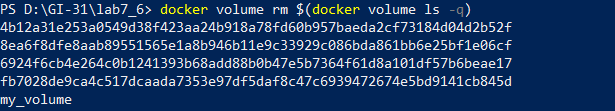 PS D:\GI-31\lab7_6> docker volume rm $(docker volume ls -q)
4b12a31e253a0549d38f423aa24b918a78fd60b957baeda2cf73184d04d2b52f
8ea6f8dfe8aab89551565e1a8b946b11e9c33929c086bda861bb6e25bf1e06cf
6924f6cb4e264c0b1241393b68add88b0b47e5b7364f61d8a101df57b6beae17
fb7028de9ca4c517dcaada7353e97df5daf8c47c6939472674e5bd9141cb845d
my_volume